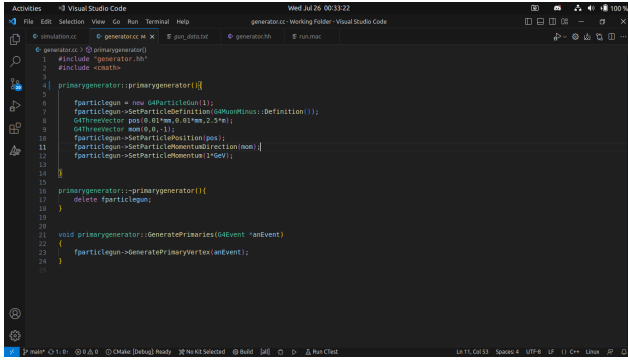 Activities
Visual Studio Code
Wed Jul 26 00:33:22
100 %
File Edit Selection View Go Run Terminal Help
generator.cc - Working Folder - Visual Studio Code
simulation.cc
generator.cc M
gun_data.txt
generator.hh
run.mac
generator.cc > primarygenerator()
1 #include "generator.hh"
2 #include <cmath>
3
4 primarygenerator::primarygenerator(){
5
6 fparticlegun = new G4ParticleGun(1);
7 fparticlegun->SetParticleDefinition(G4MuonMinus::Definition());
8 G4ThreeVector pos(0.01*mm,0.01*mm,2.5*m);
9 G4ThreeVector mom(0,0,-1);
10 fparticlegun->SetParticlePosition(pos);
11 fparticlegun->SetParticleMomentumDirection(mom);
12 fparticlegun->SetParticleMomentum(1*GeV);
13
14 }
15
16 primarygenerator::~primarygenerator(){
17 delete fparticlegun;
18 }
19
20
21 void primarygenerator::GeneratePrimaries(G4Event *anEvent)
22 {
23 fparticlegun->GeneratePrimaryVertex(anEvent);
24 }
25
main* 1↓ 0↑ 0 0 CMake: [Debug]: Ready No Kit Selected Build [all] Run CTest Ln 11, Col 53 Spaces: 4 UTF-8 LF {} C++ Linux